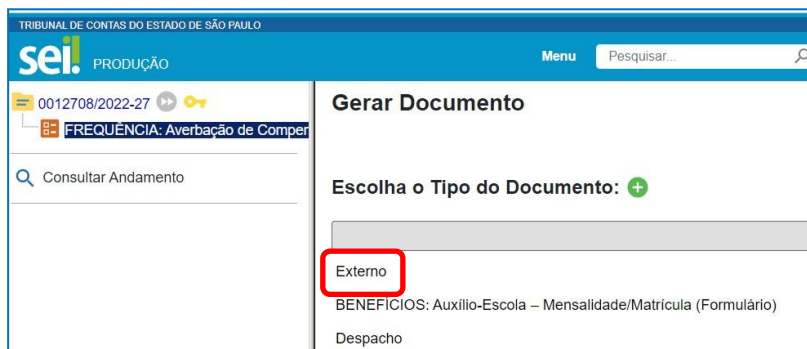 TRIBUNAL DE CONTAS DO ESTADO DE SÃO PAULO
sei! PRODUÇÃO
Menu
Pesquisar...
0012708/2022-27
FREQUÊNCIA: Averbação de Comper
Consultar Andamento
Gerar Documento
Escolha o Tipo do Documento:
Externo
BENEFÍCIOS: Auxílio-Escola – Mensalidade/Matrícula (Formulário)
Despacho